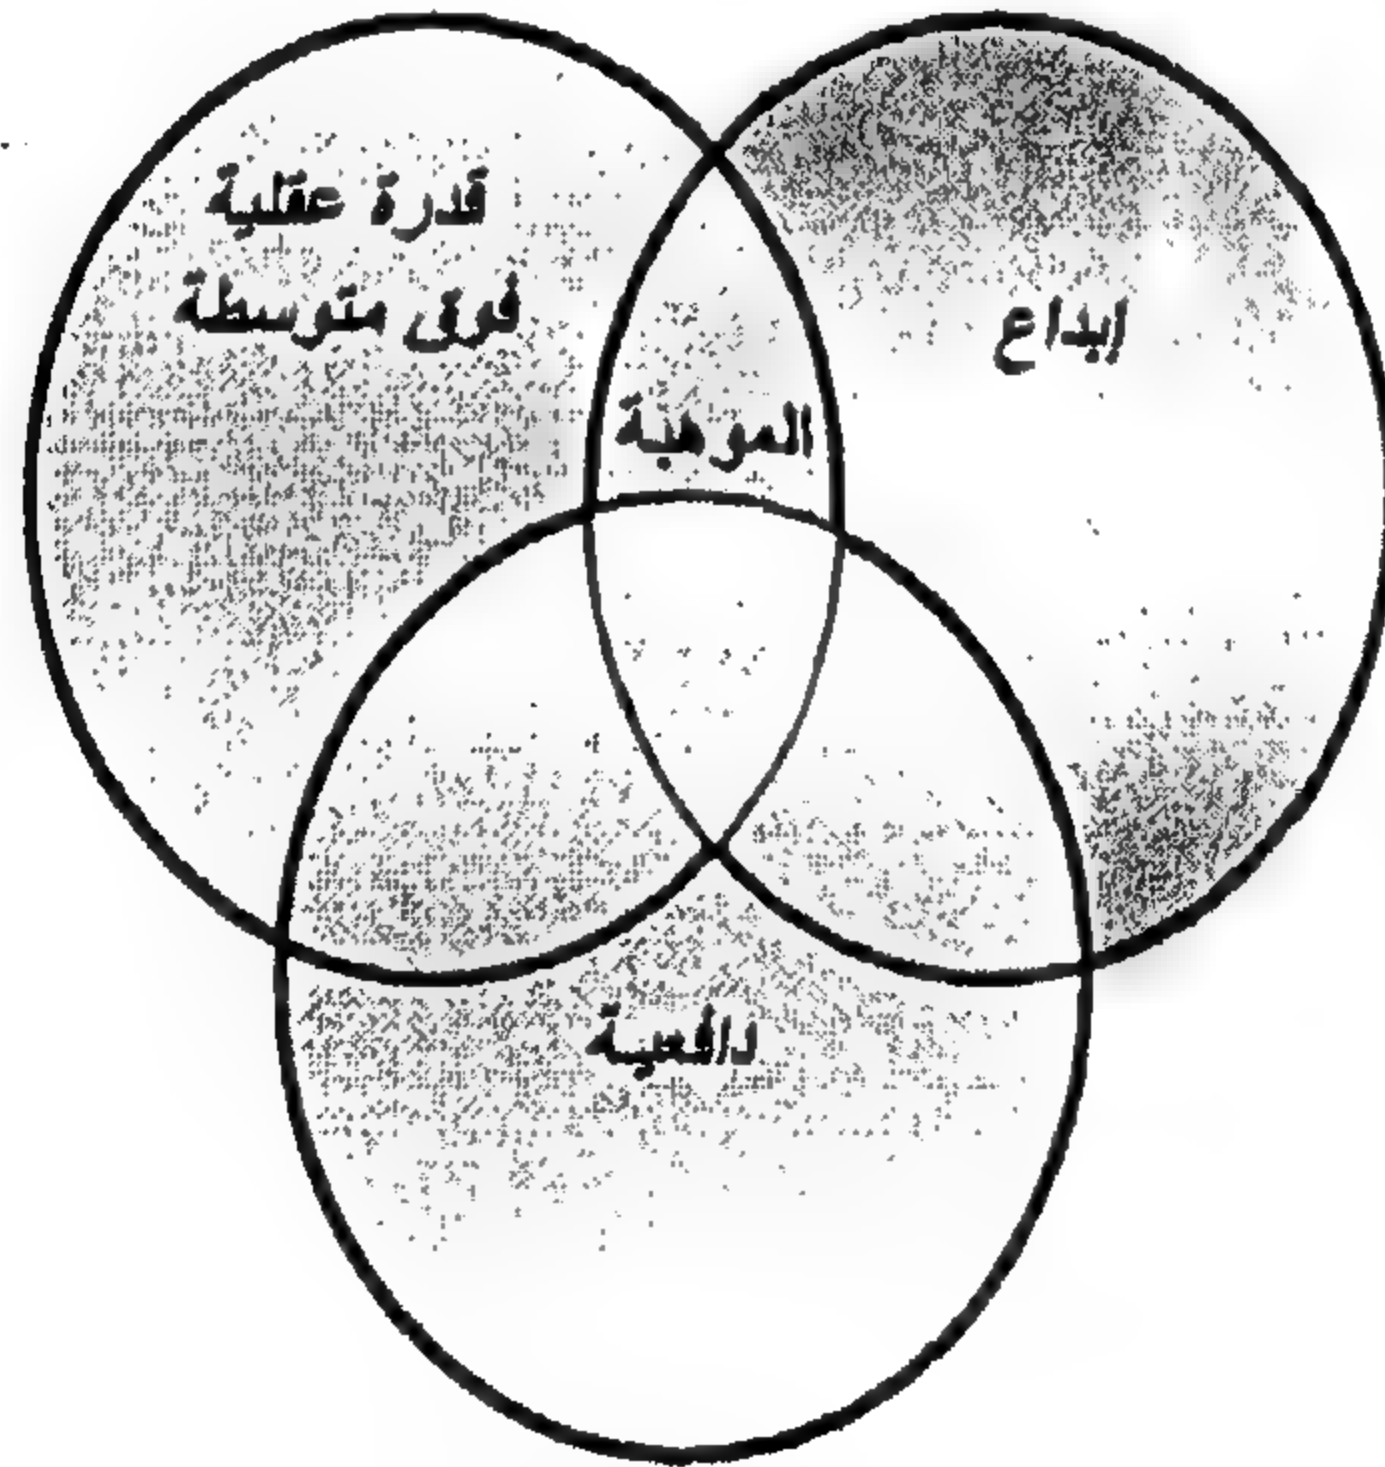 قدرة عقلية
فوق متوسطة
إبداع
الموهبة
دافعية